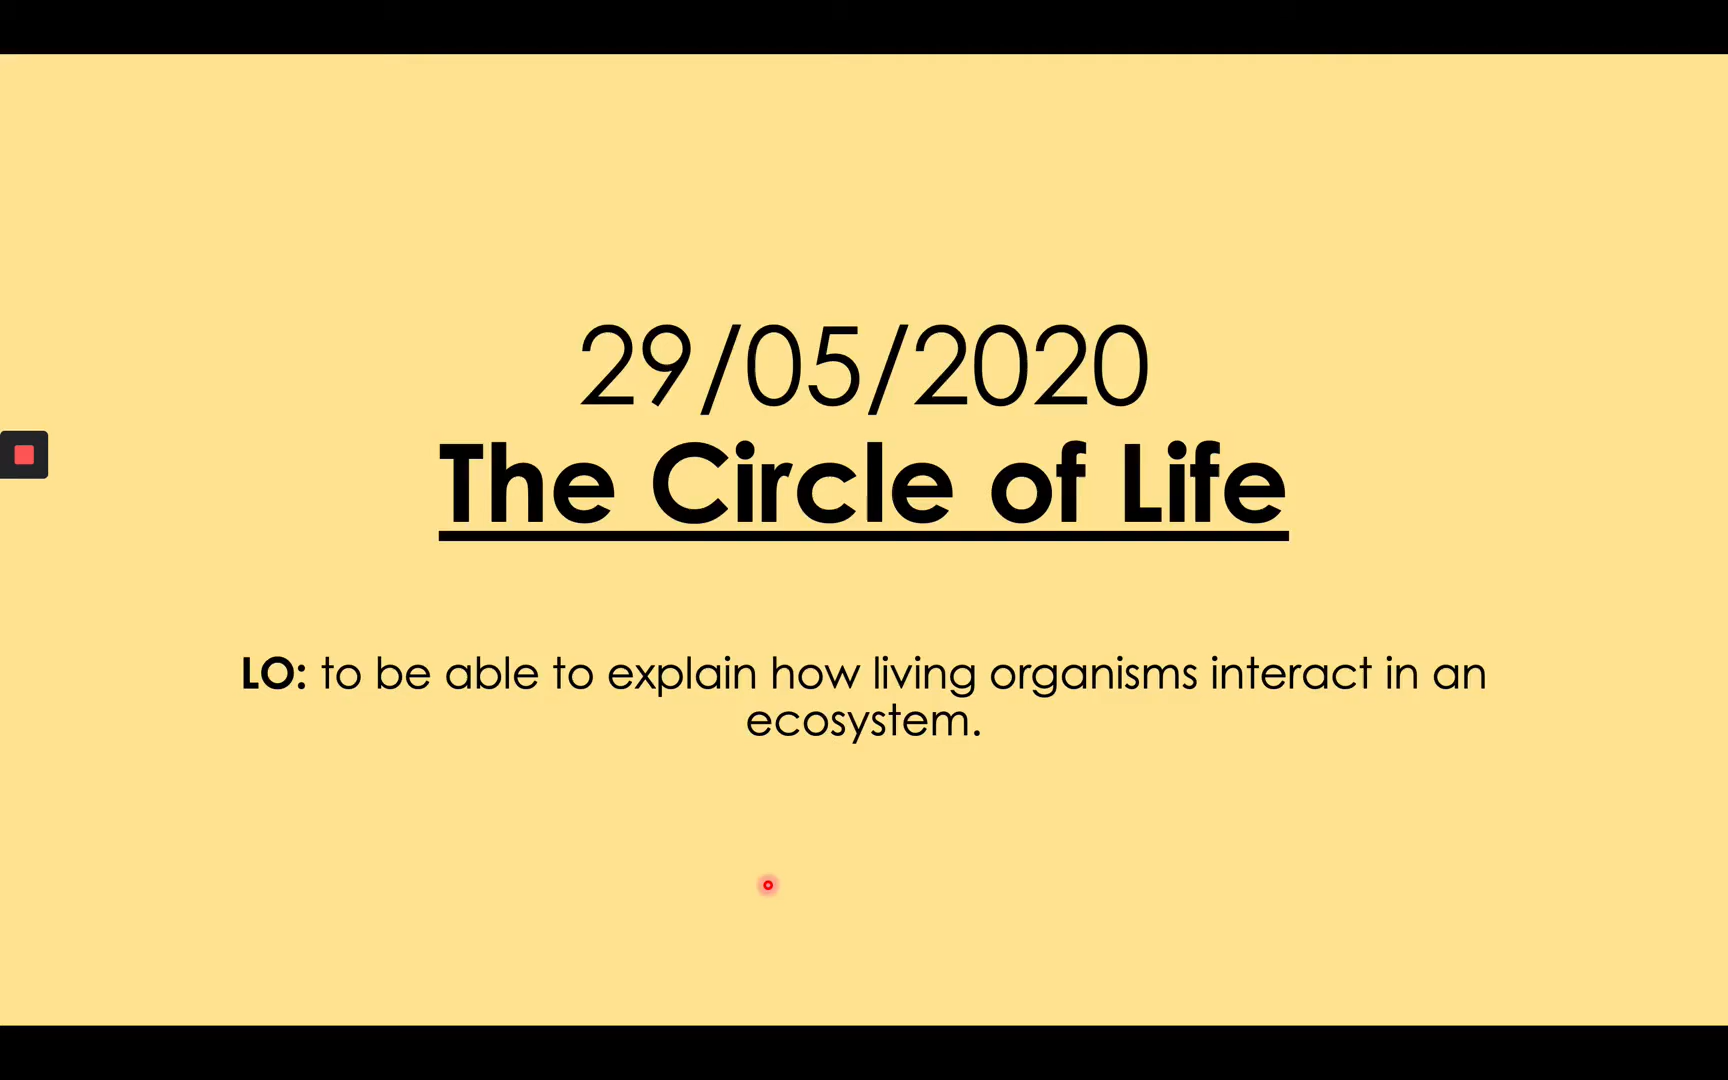 29/05/2020
The Circle of Life
LO: to be able to explain how living organisms interact in an
ecosystem.